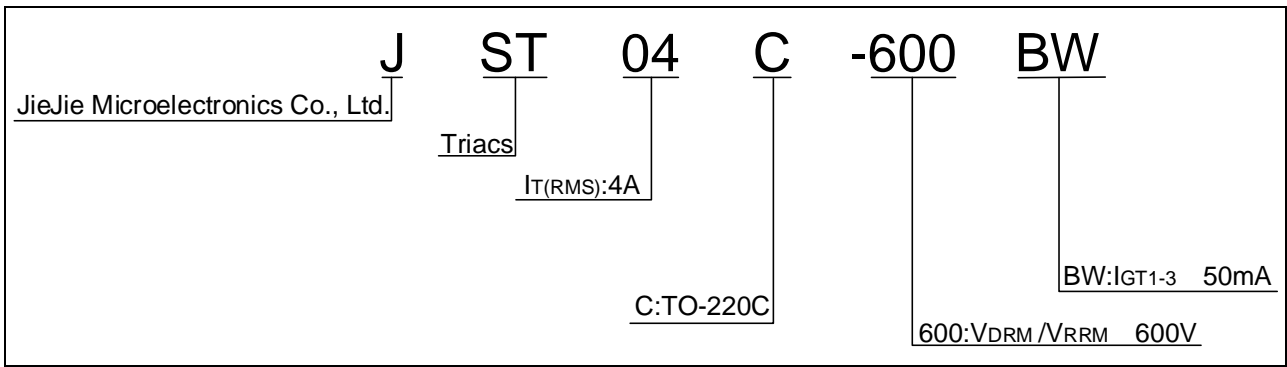 J ST 04 C -600 BW
JieJie Microelectronics Co., Ltd.
Triacs
IT(RMS):4A
BW:IGT1-3 50mA
C:TO-220C
600:VDRM /VRRM 600V